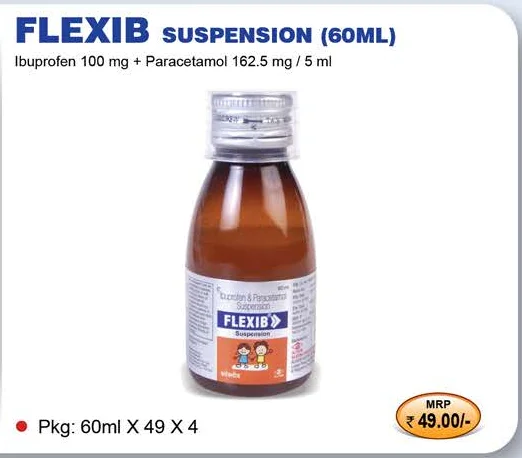 FLEXIB SUSPENSION (60ML)
Ibuprofen 100 mg + Paracetamol 162.5 mg / 5 ml
Ibuprofen & Paracetamol
Suspension
FLEXIB
Suspension
Pkg: 60ml X 49 X 4
MRP
₹ 49.00/-